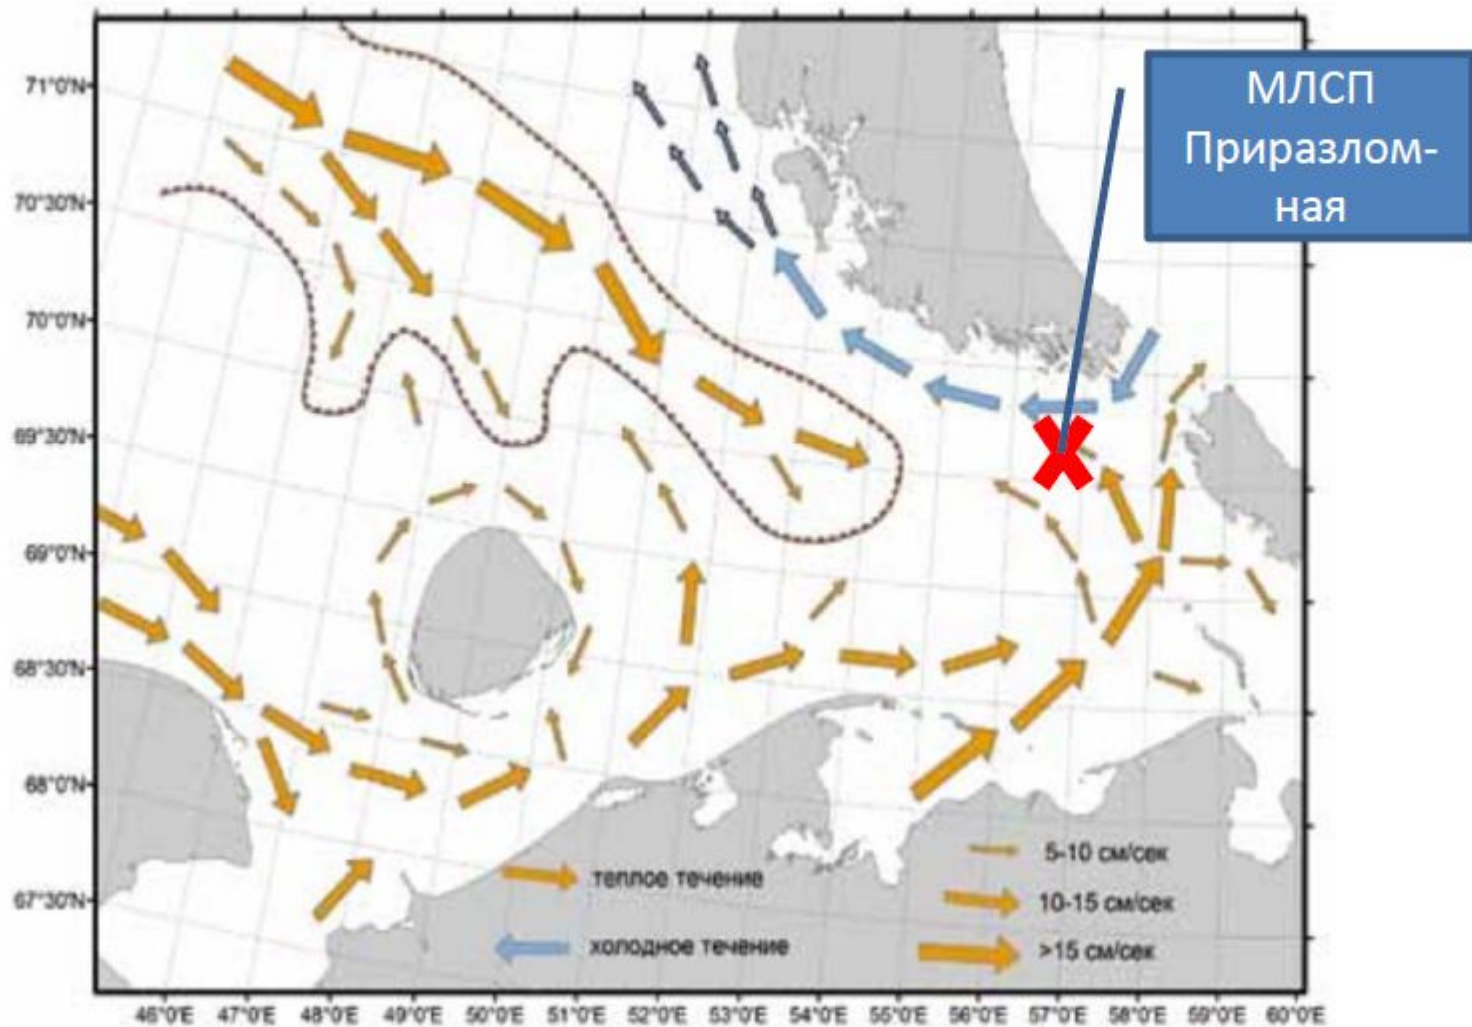 МЛСП
Приразлом-
ная
71°0'N
70°30'N
70°0'N
69°30'N
69°0'N
68°30'N
68°0'N
67°30'N
теплое течение
холодное течение
5-10 см/сек
10-15 см/сек
>15 см/сек
46°0'E 47°0'E 48°0'E 49°0'E 50°0'E 51°0'E 52°0'E 53°0'E 54°0'E 55°0'E 56°0'E 57°0'E 58°0'E 59°0'E 60°0'E